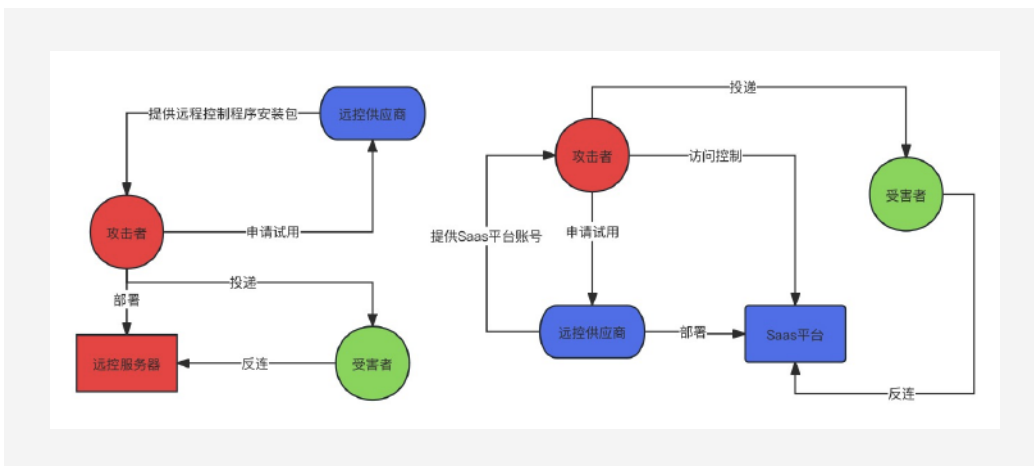 提供远程控制程序安装包
远控供应商
攻击者
申请试用
投递
部署
远控服务器
反连
受害者
投递
攻击者
访问控制
受害者
提供Saas平台账号
申请试用
远控供应商
部署
Saas平台
反连